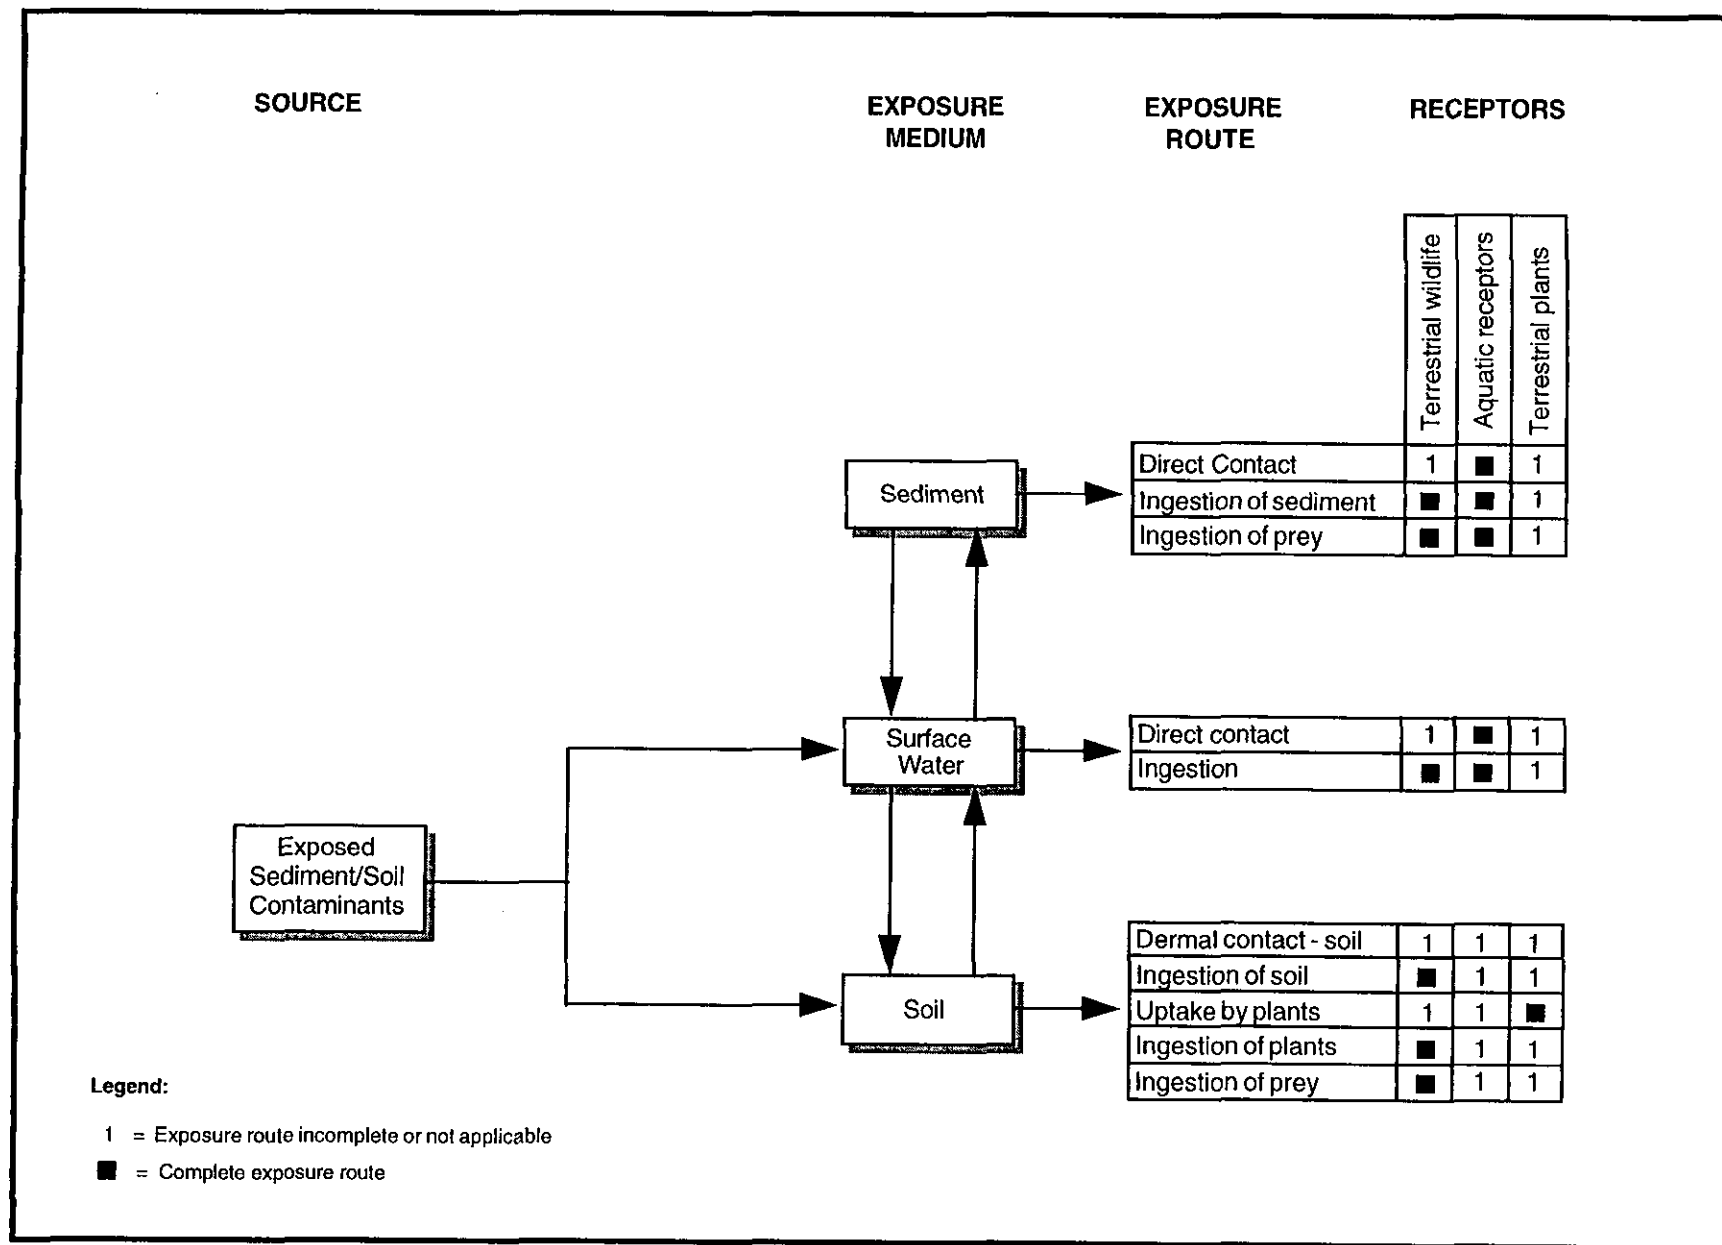 SOURCE
EXPOSURE
MEDIUM
EXPOSURE
ROUTE
RECEPTORS
Terrestrial wildlife
Aquatic receptors
Terrestrial plants
Sediment
Direct Contact 1 ■ 1
Ingestion of sediment ■ ■ 1
Ingestion of prey ■ ■ 1
Surface
Water
Direct contact 1 ■ 1
Ingestion ■ ■ 1
Exposed
Sediment/Soil
Contaminants
Soil
Dermal contact - soil 1 1 1
Ingestion of soil ■ 1 1
Uptake by plants 1 1 ■
Ingestion of plants ■ 1 1
Ingestion of prey ■ 1 1
Legend:
1 = Exposure route incomplete or not applicable
■ = Complete exposure route